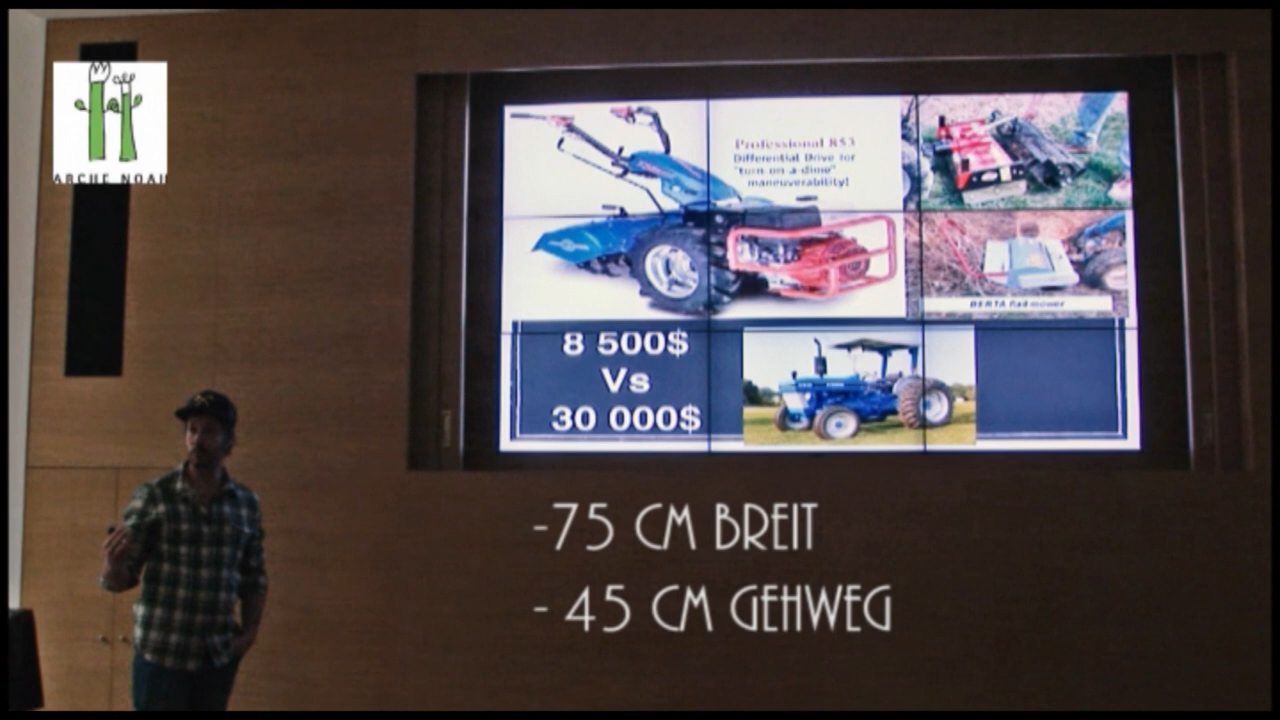 ARCHE NOAH
Professional 853
Differential Drive for
"turn-on-a-dime"
maneuverability!
BERTA flail mower
8 500$
Vs
30 000$
-75 CM BREIT
- 45 CM GEHWEG